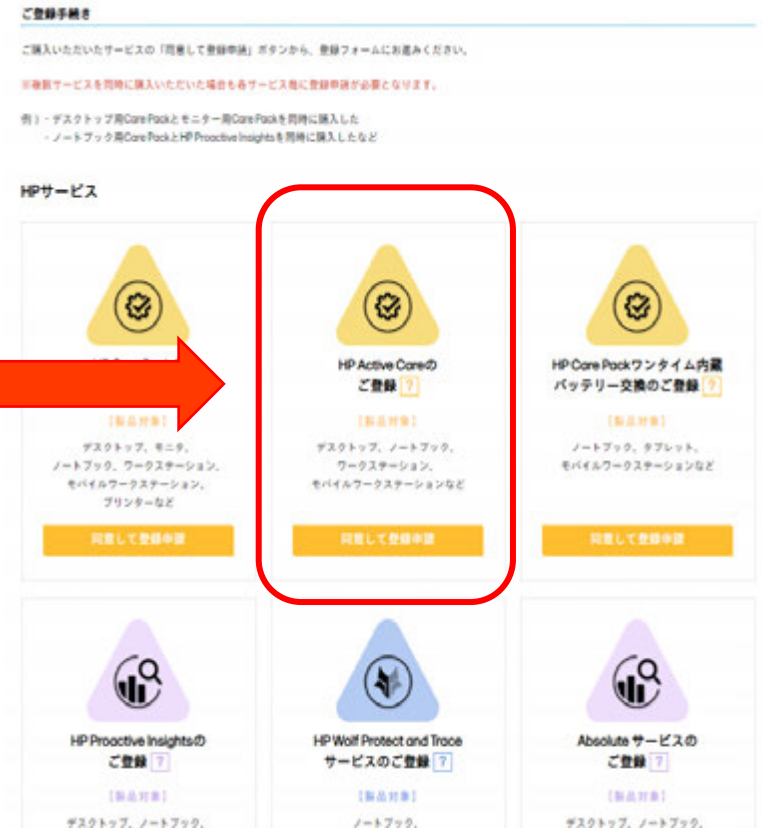 ご登録手続き
ご購入いただいたサービスの「同意して登録申請」ボタンから、登録フォームにお進みください。
※複数サービスを同時に購入いただいた場合も各サービス毎に登録申請が必要となります。
例）・デスクトップ用Care Packとモニター用Care Packを同時に購入した
・ノートブック用Care PackとHP Proactive Insightsを同時に購入したなど
HPサービス
【製品対象】
デスクトップ、モニタ、
ノートブック、ワークステーション、
モバイルワークステーション、
プリンターなど
同意して登録申請
HP Active Careの
ご登録 ?
【製品対象】
デスクトップ、ノートブック、
ワークステーション、
モバイルワークステーションなど
同意して登録申請
HP Care Packワンタイム内蔵
バッテリー交換のご登録 ?
【製品対象】
ノートブック、タブレット、
モバイルワークステーションなど
同意して登録申請
HP Proactive Insightsの
ご登録 ?
【製品対象】
デスクトップ、ノートブック、
HP Wolf Protect and Trace
サービスのご登録 ?
【製品対象】
ノートブック、
Absolute サービスの
ご登録 ?
【製品対象】
デスクトップ、ノートブック、